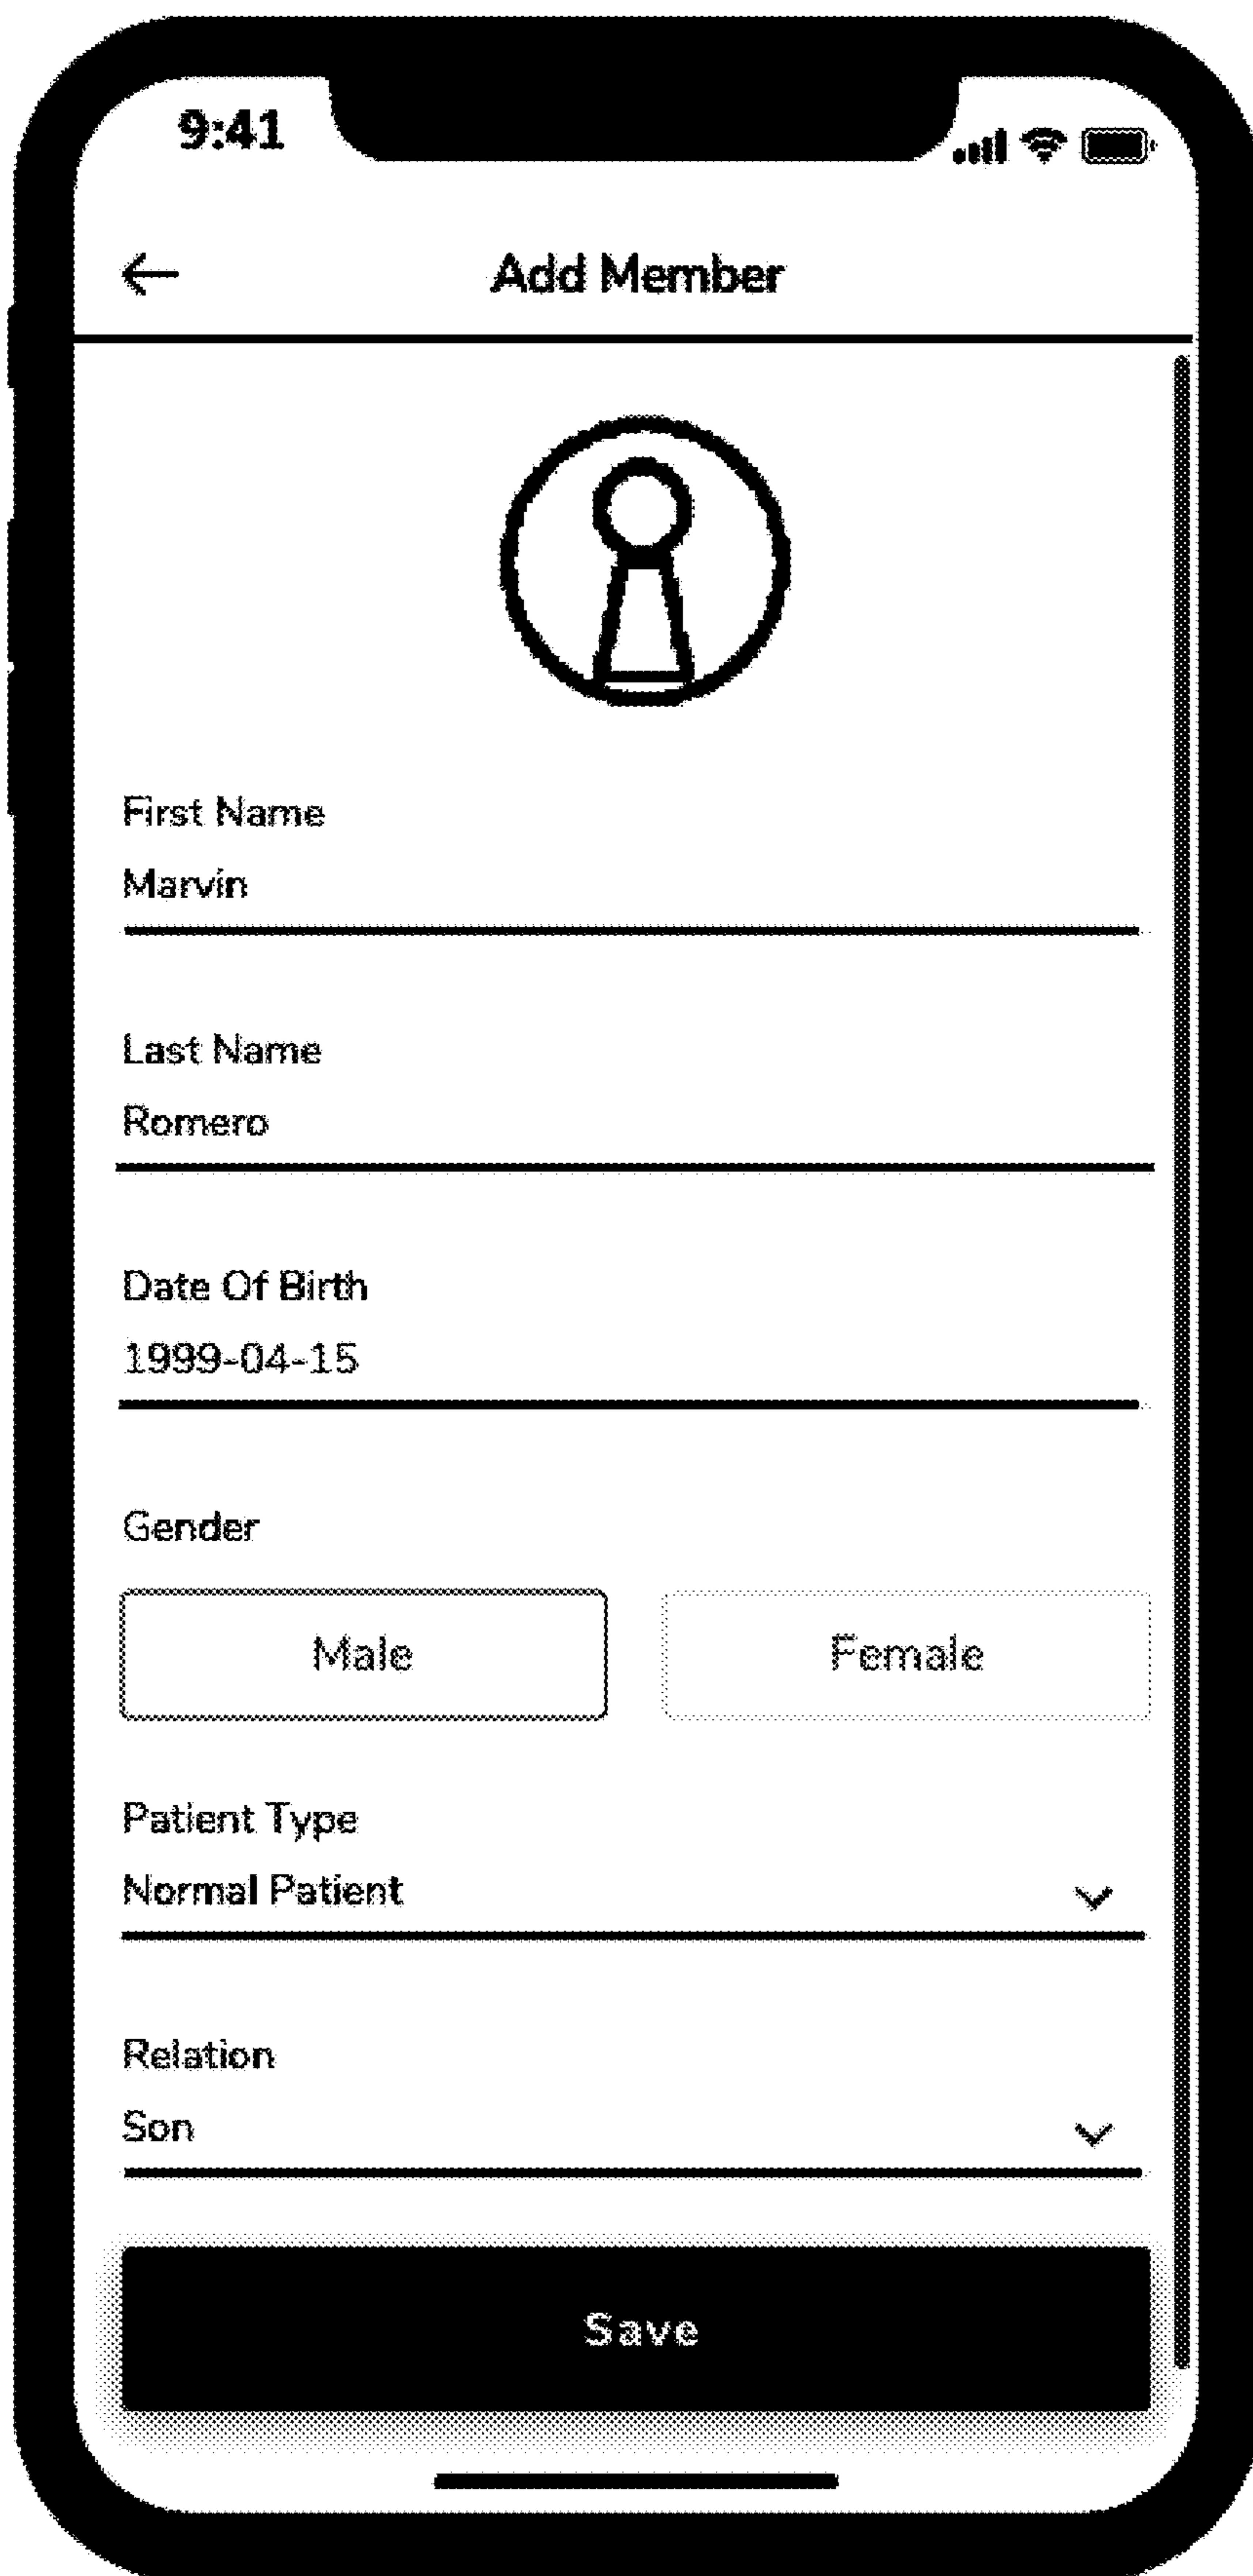 9:41
Add Member
First Name
Marvin
Last Name
Romero
Date Of Birth
1999-04-15
Gender
Male Female
Patient Type
Normal Patient
Relation
Son
Save